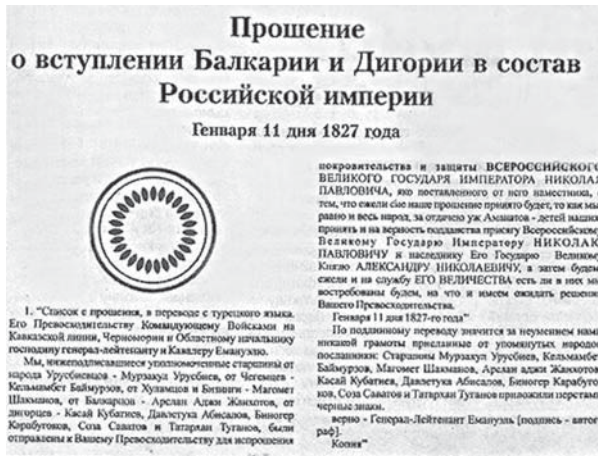 Прошение
о вступлении Балкарии и Дигории в состав
Российской империи
Генваря 11 дня 1827 года
1. "Список с прошения, в переводе с турецкого языка.
Его Превосходительству Командующему Войсками на
Кавказской линии, Черномории и Областному начальнику
господину генерал-лейтенанту и Кавалеру Емануэлю.
Мы, нижеподписавшиеся уполномоченные старшины от
народа Урусбиевцев - Мурзакул Урусбиев, от Чегемцев -
Кельмамбет Баймурзов, от Хуламцов и Бизинги - Магомет
Шакманов, от Балкарцов - Арслан Аджи Жанхотов, от
дигорцев - Касай Кубатиев, Давлетука Абисалов, Биногер
Карабугоков, Соза Саватов и Татархан Туганов, были
отправлены к Вашему Превосходительству для испрошения
покровительства и защиты ВСЕРОССИЙСКОГО
ВЕЛИКОГО ГОСУДАРЯ ИМПЕРАТОРА НИКОЛАЯ
ПАВЛОВИЧА, яко поставленного от него наместника, с
тем, что ежели сие наше прошение принято будет, то как мы
равно и весь народ, за отдачею уж Аманатов - детей наших
принять и на верность подданства присягу Всероссийскому
Великому Государю Императору НИКОЛАЮ
ПАВЛОВИЧУ и наследнику Его Государю Великому
Князю АЛЕКСАНДРУ НИКОЛАЕВИЧУ, а затем будем
ежели и на службу ЕГО ВЕЛИЧЕСТВА есть ли в них мы
востребованы будем, на что и имеем ожидать решения
Вашего Превосходительства.
Генваря 11 дня 1827-го года"
По подлинному переводу значится за неумением нами
никакой грамоты присланные от упомянутых народов
посланники: Старшины Мурзакул Урусбиев, Кельмамбет
Баймурзов, Магомет Шакманов, Арслан аджи Жанхотов,
Касай Кубатиев, Давлетука Абисалов, Биногер Карабугоков,
Соза Саватов и Татархан Туганов приложили перстами
черные знаки.
верно - Генерал-Лейтенант Емануэль [подпись - автог
раф].
Копия"